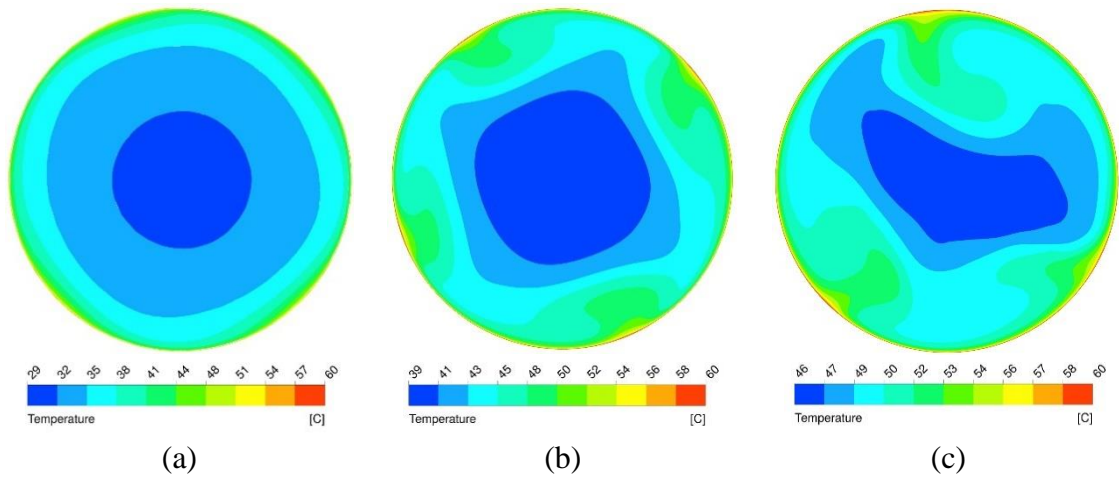 29 32 35 38 41 44 48 51 54 57 60
Temperature [C]
(a)
39 41 43 45 48 50 52 54 56 58 60
Temperature [C]
(b)
46 47 49 50 52 53 54 56 57 58 60
Temperature [C]
(c)